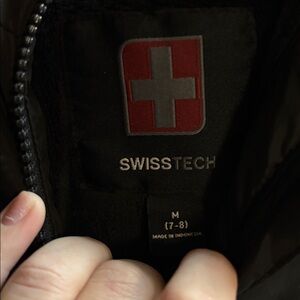 SWISSTECH
M
(7-8)
MADE IN INDONESIA